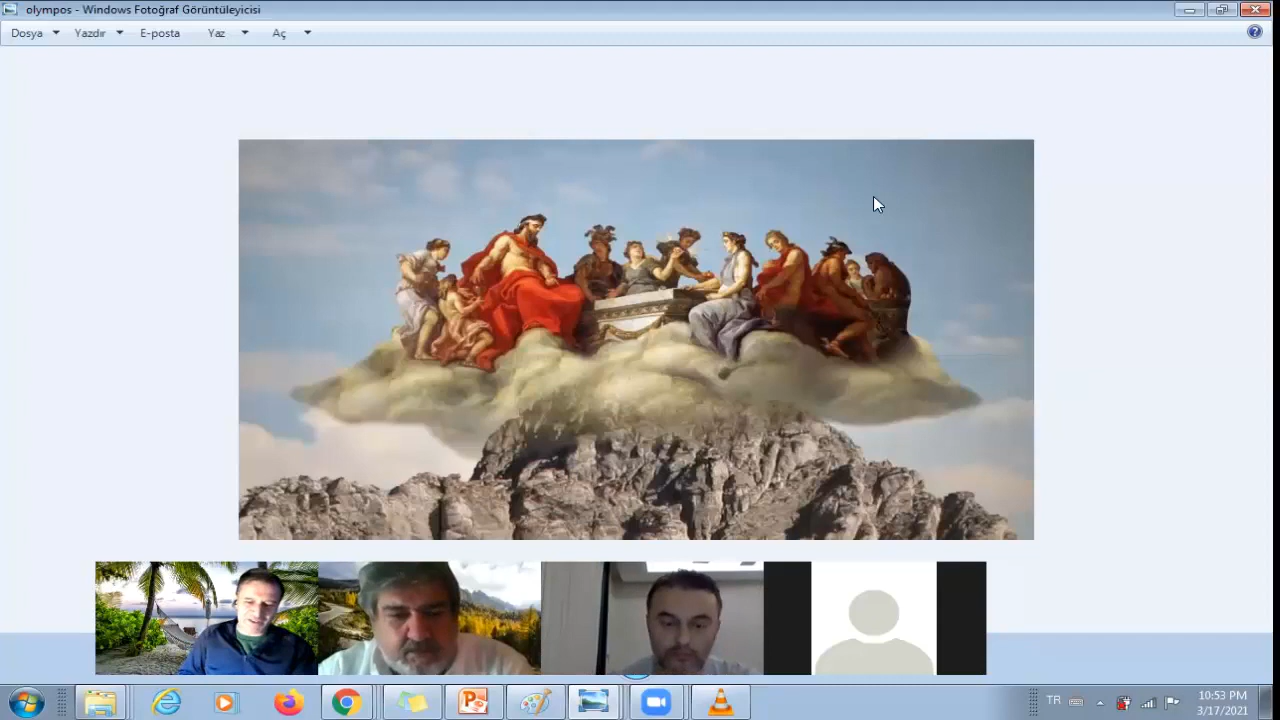 olympos - Windows Fotoğraf Görüntüleyicisi
Dosya Yazdır E-posta Yaz Aç
TR
10:53 PM
3/17/2021